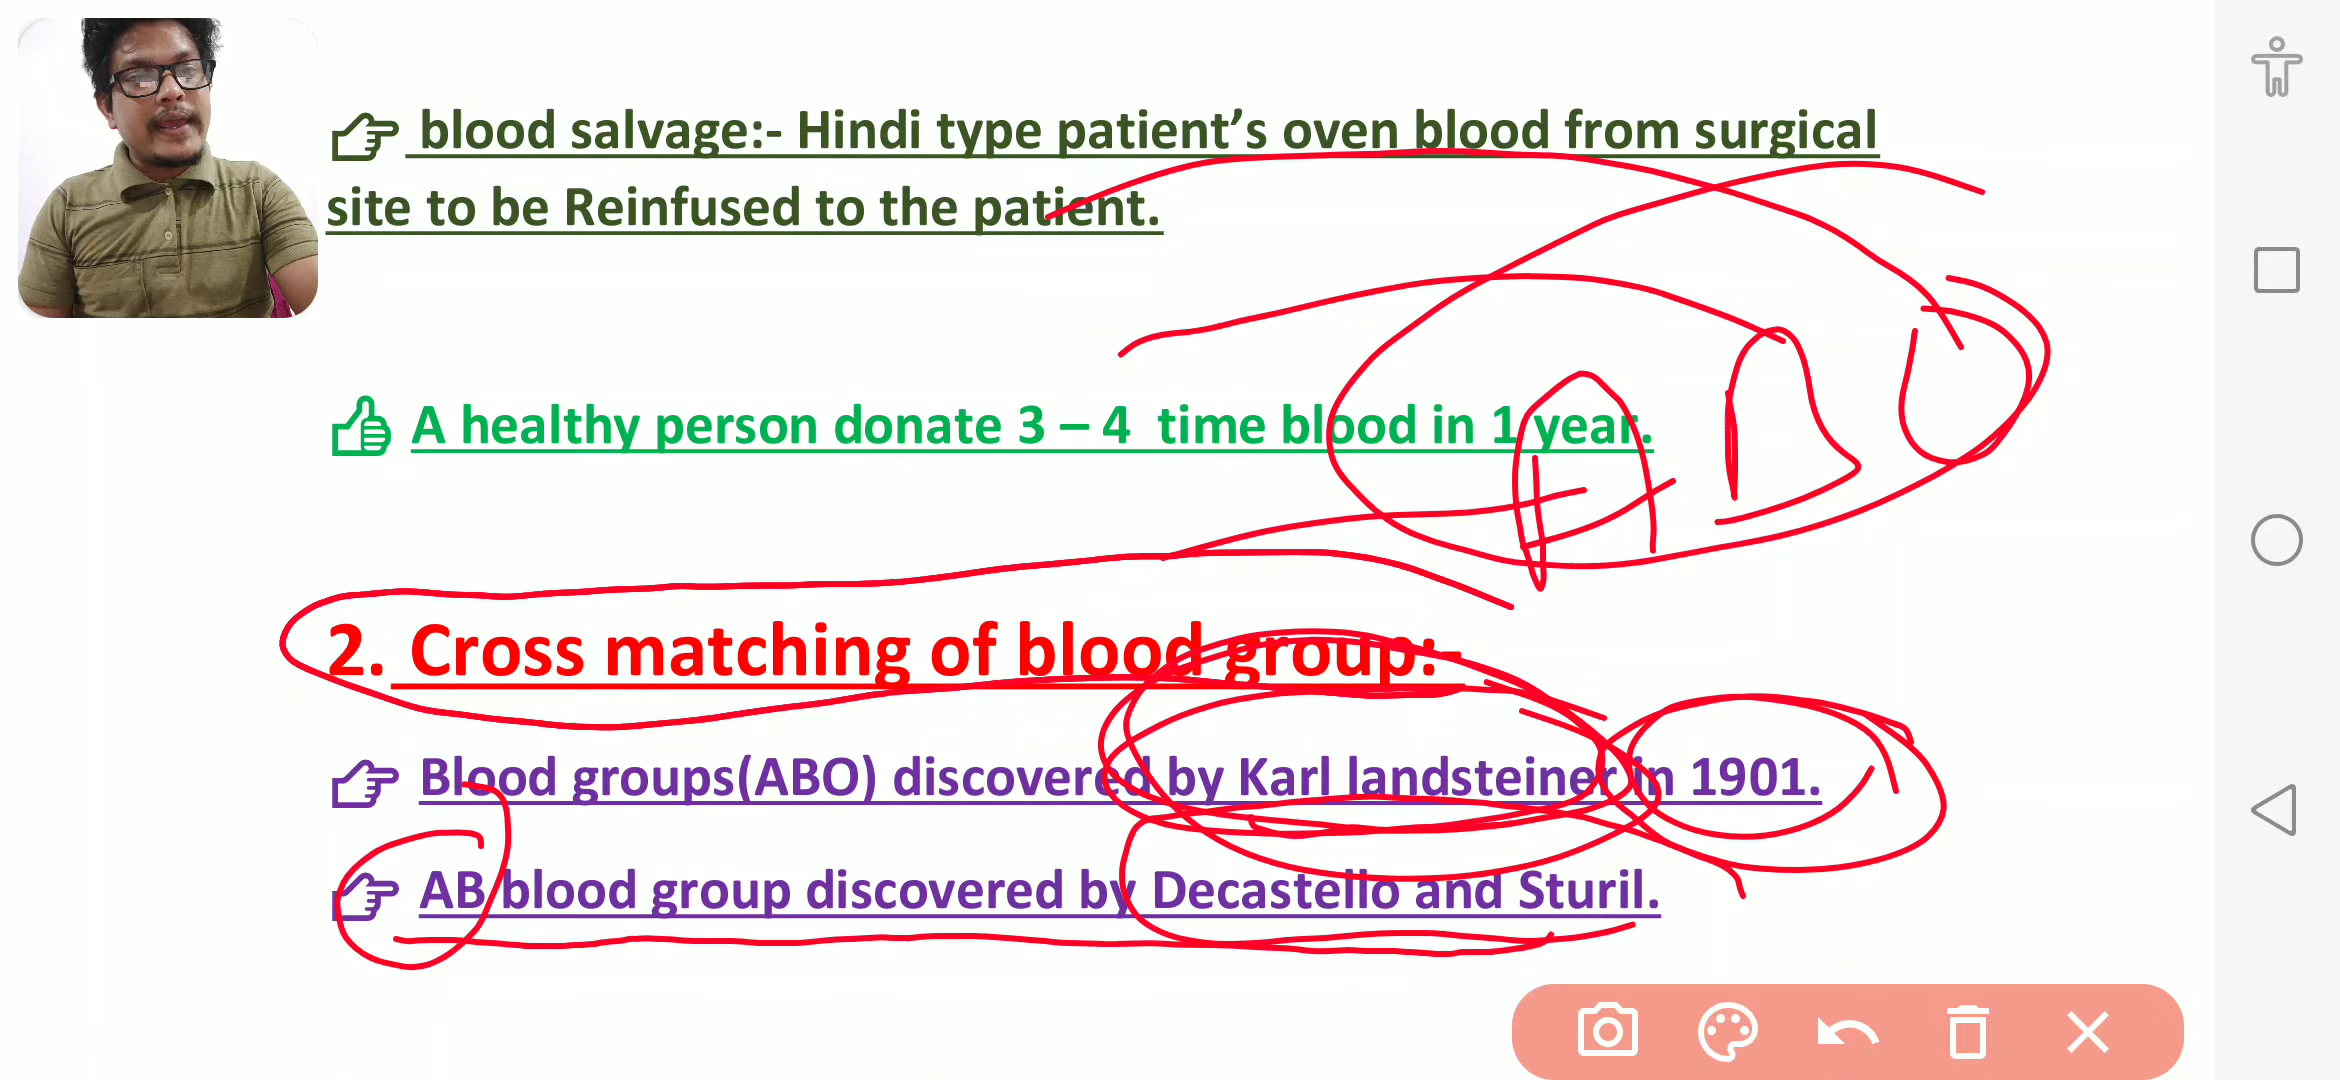 blood salvage:- Hindi type patient’s oven blood from surgical
site to be Reinfused to the patient.
A healthy person donate 3 – 4 time blood in 1 year.
2. Cross matching of blood group:-
Blood groups(ABO) discovered by Karl landsteiner in 1901.
AB blood group discovered by Decastello and Sturil.